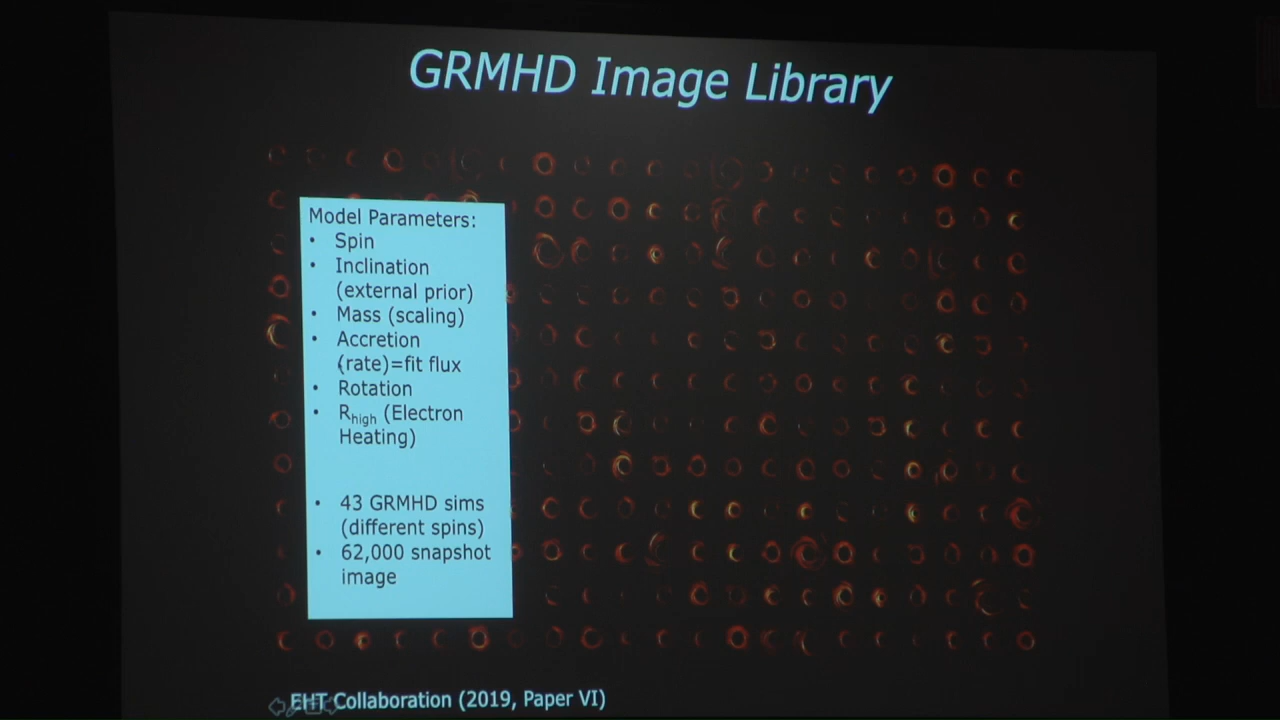 GRMHD Image Library
Model Parameters:
• Spin
• Inclination
(external prior)
• Mass (scaling)
• Accretion
(rate)=fit flux
• Rotation
• Rhigh (Electron
Heating)
• 43 GRMHD sims
(different spins)
• 62,000 snapshot
image
EHT Collaboration (2019, Paper VI)